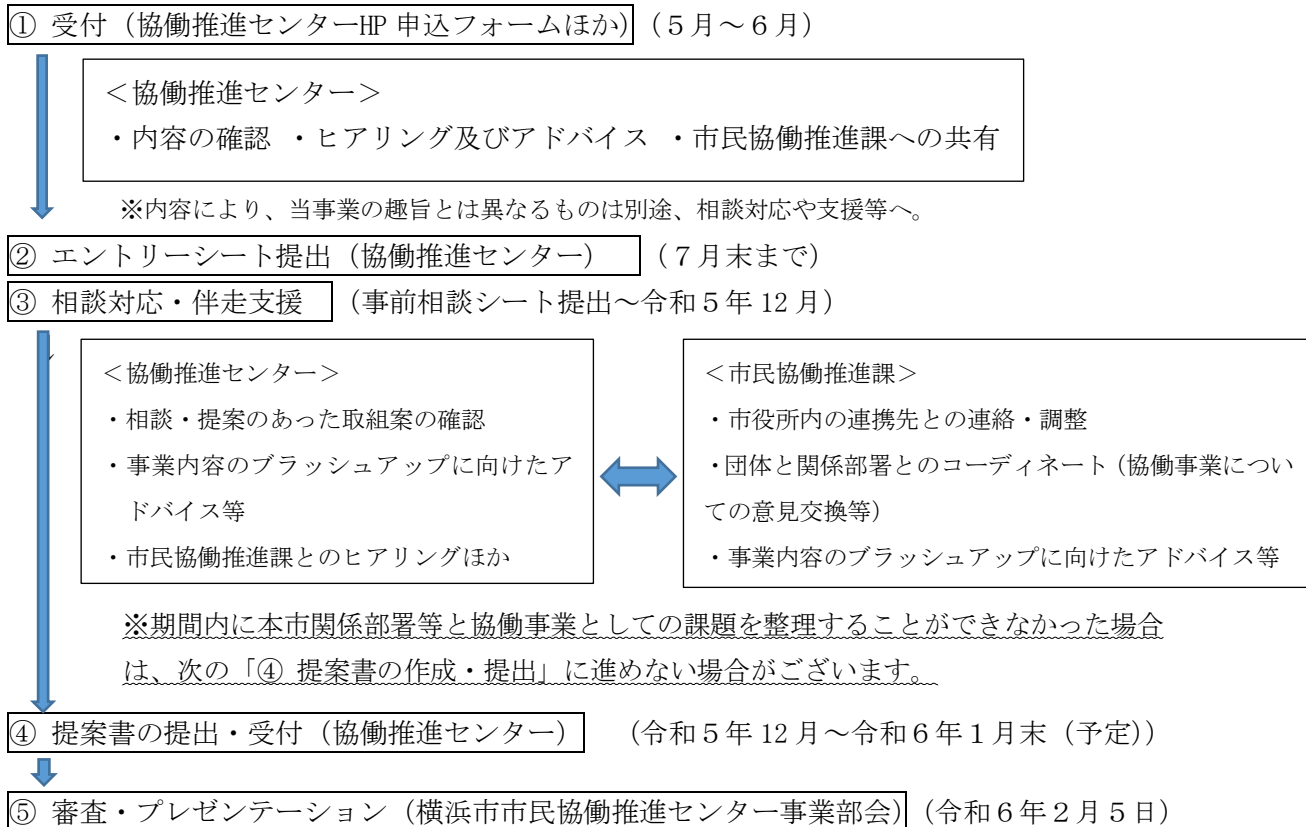 ① 受付（協働推進センターHP 申込フォームほか）（５月～６月）
＜協働推進センター＞
・内容の確認 ・ヒアリング及びアドバイス ・市民協働推進課への共有
※内容により、当事業の趣旨とは異なるものは別途、相談対応や支援等へ。
② エントリーシート提出（協働推進センター）（７月末まで）
③ 相談対応・伴走支援（事前相談シート提出～令和５年 12 月）
＜協働推進センター＞
・相談・提案のあった取組案の確認
・事業内容のブラッシュアップに向けたア
ドバイス等
・市民協働推進課とのヒアリングほか
＜市民協働推進課＞
・市役所内の連携先との連絡・調整
・団体と関係部署とのコーディネート（協働事業につい
ての意見交換等）
・事業内容のブラッシュアップに向けたアドバイス等
※期間内に本市関係部署等と協働事業としての課題を整理することができなかった場合
は、次の「④ 提案書の作成・提出」に進めない場合がございます。
④ 提案書の提出・受付（協働推進センター）（令和５年 12 月～令和６年１月末（予定））
⑤ 審査・プレゼンテーション（横浜市市民協働推進センター事業部会）（令和６年２月５日）